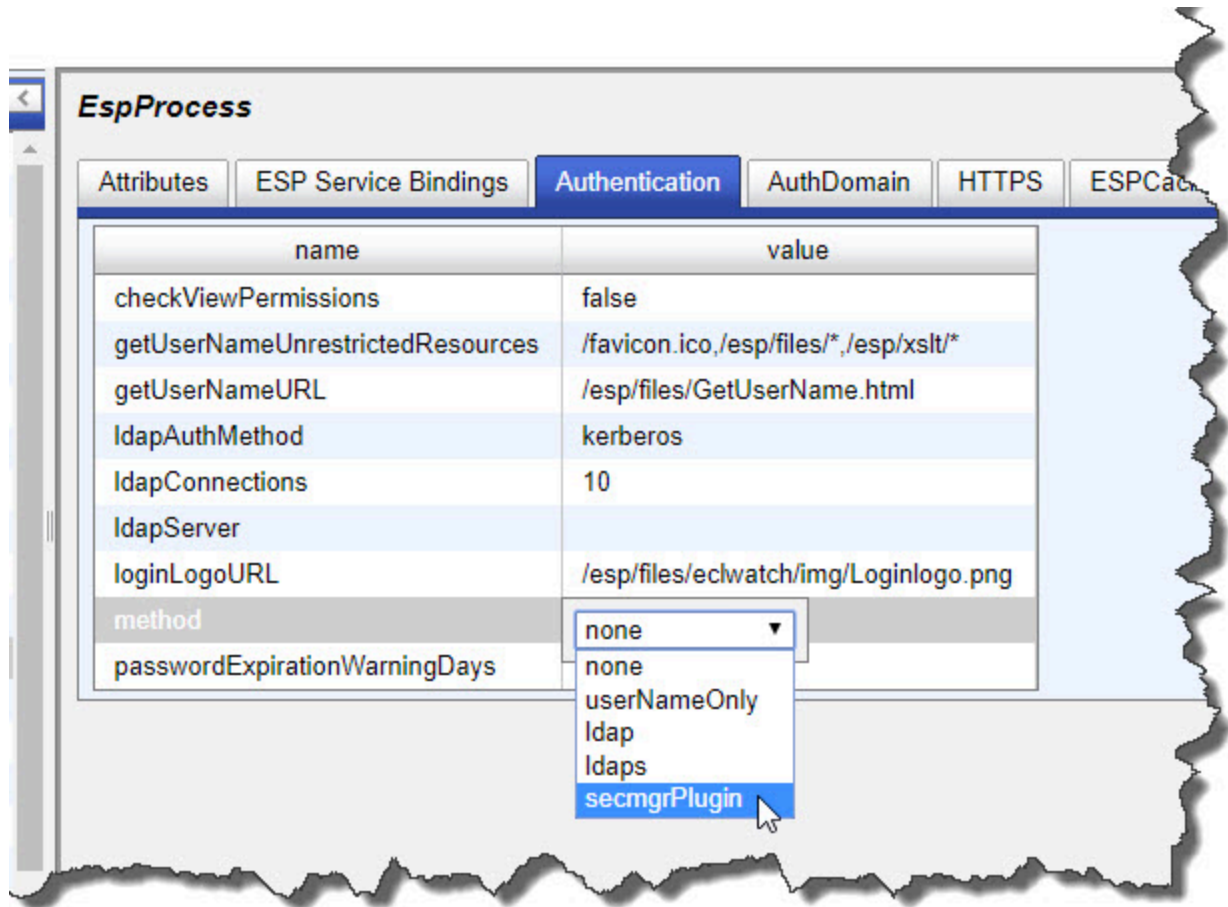 EspProcess
Attributes ESP Service Bindings Authentication AuthDomain HTTPS
name value
checkViewPermissions false
getUserNameUnrestrictedResources /favicon.ico,/esp/files/*,/esp/xslt/*
getUserNameURL /esp/files/GetUserName.html
ldapAuthMethod kerberos
ldapConnections 10
ldapServer
loginLogoURL /esp/files/eclwatch/img/Loginlogo.png
method none
passwordExpirationWarningDays none
userNameOnly
ldap
ldaps
secmgrPlugin